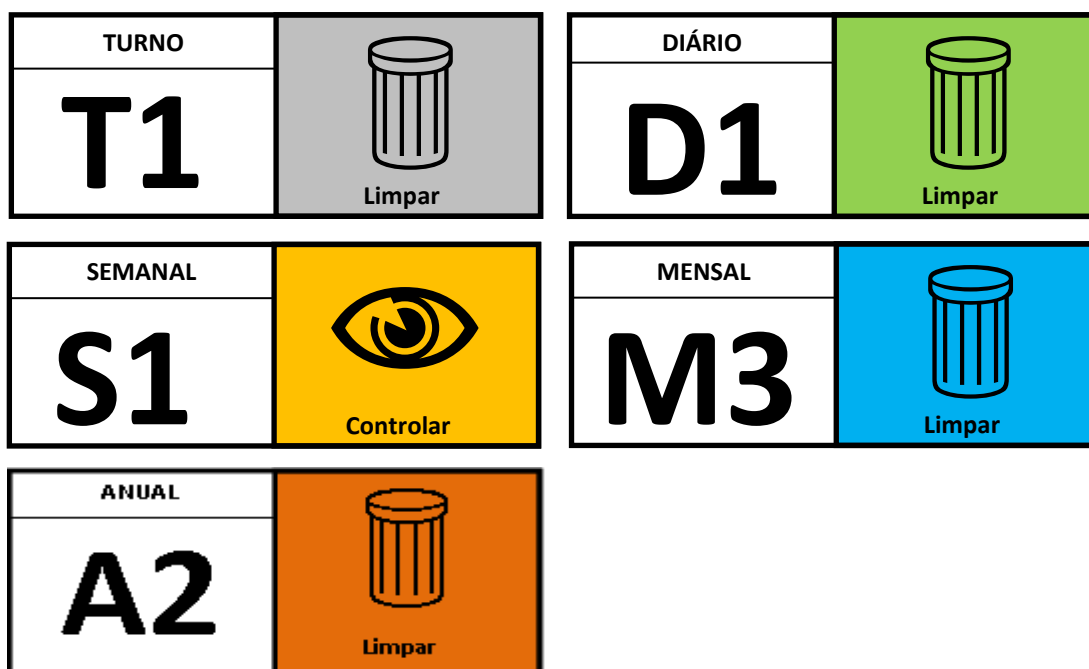 TURNO
T1
Limpar
DIÁRIO
D1
Limpar
SEMANAL
S1
Controlar
MENSAL
M3
Limpar
ANUAL
A2
Limpar